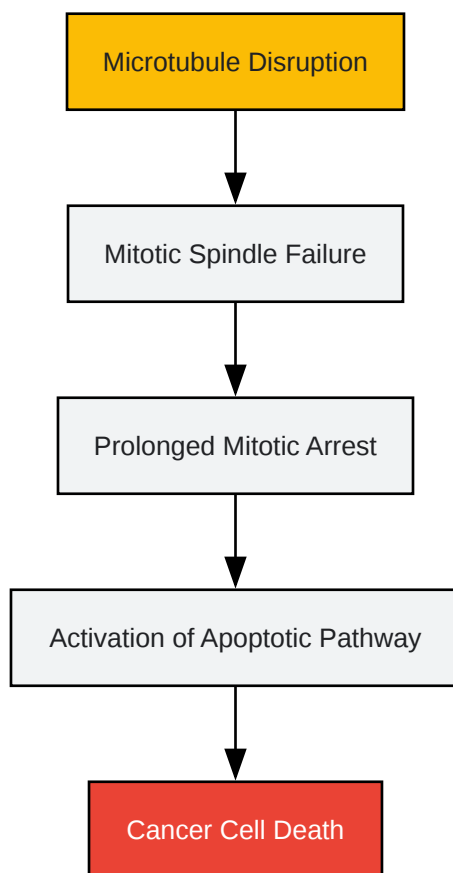 Microtubule Disruption
Mitotic Spindle Failure
Prolonged Mitotic Arrest
Activation of Apoptotic Pathway
Cancer Cell Death